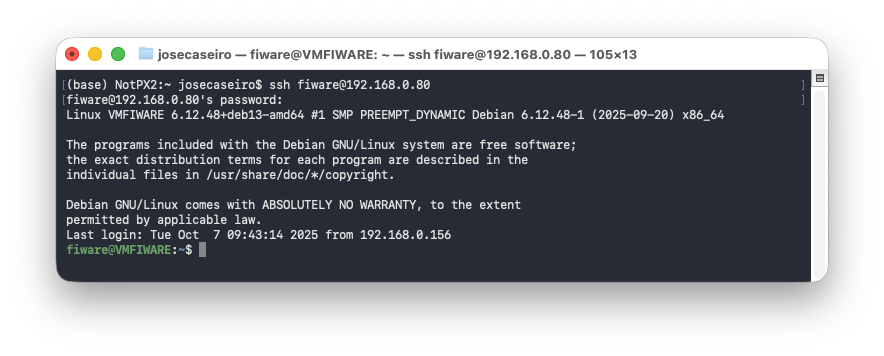 josecaseiro — fiware@VMFIWARE: ~ — ssh fiware@192.168.0.80 — 105×13
[(base) NotPX2:~ josecaseiro$ ssh fiware@192.168.0.80 ]
[fiware@192.168.0.80's password: ]
Linux VMFIWARE 6.12.48+deb13-amd64 #1 SMP PREEMPT_DYNAMIC Debian 6.12.48-1 (2025-09-20) x86_64
The programs included with the Debian GNU/Linux system are free software;
the exact distribution terms for each program are described in the
individual files in /usr/share/doc/*/copyright.
Debian GNU/Linux comes with ABSOLUTELY NO WARRANTY, to the extent
permitted by applicable law.
Last login: Tue Oct  7 09:43:14 2025 from 192.168.0.156
fiware@VMFIWARE:~$